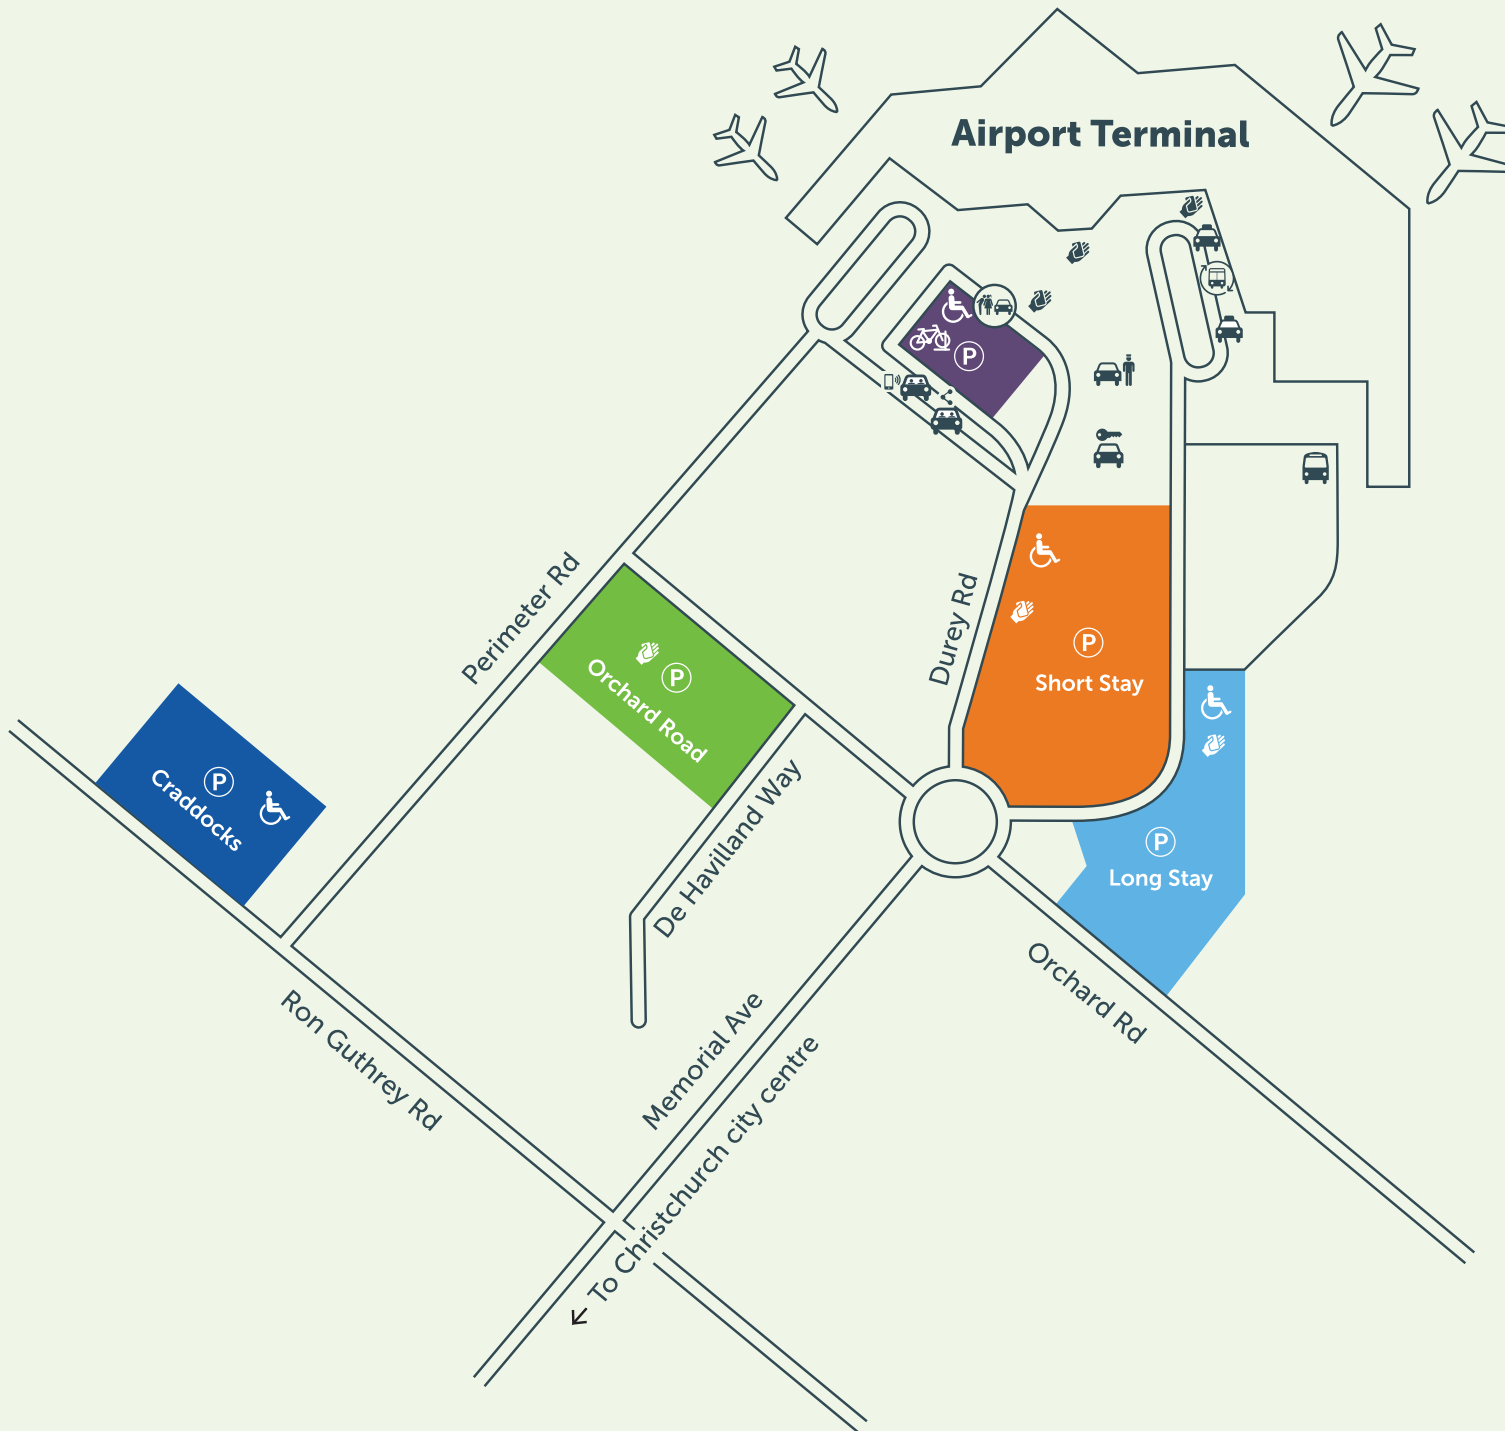 Airport Terminal
P
Perimeter Rd
Durey Rd
P
Short Stay
P
Orchard Road
P
Craddocks
De Havilland Way
P
Long Stay
Orchard Rd
Ron Guthrey Rd
Memorial Ave
To Christchurch city centre